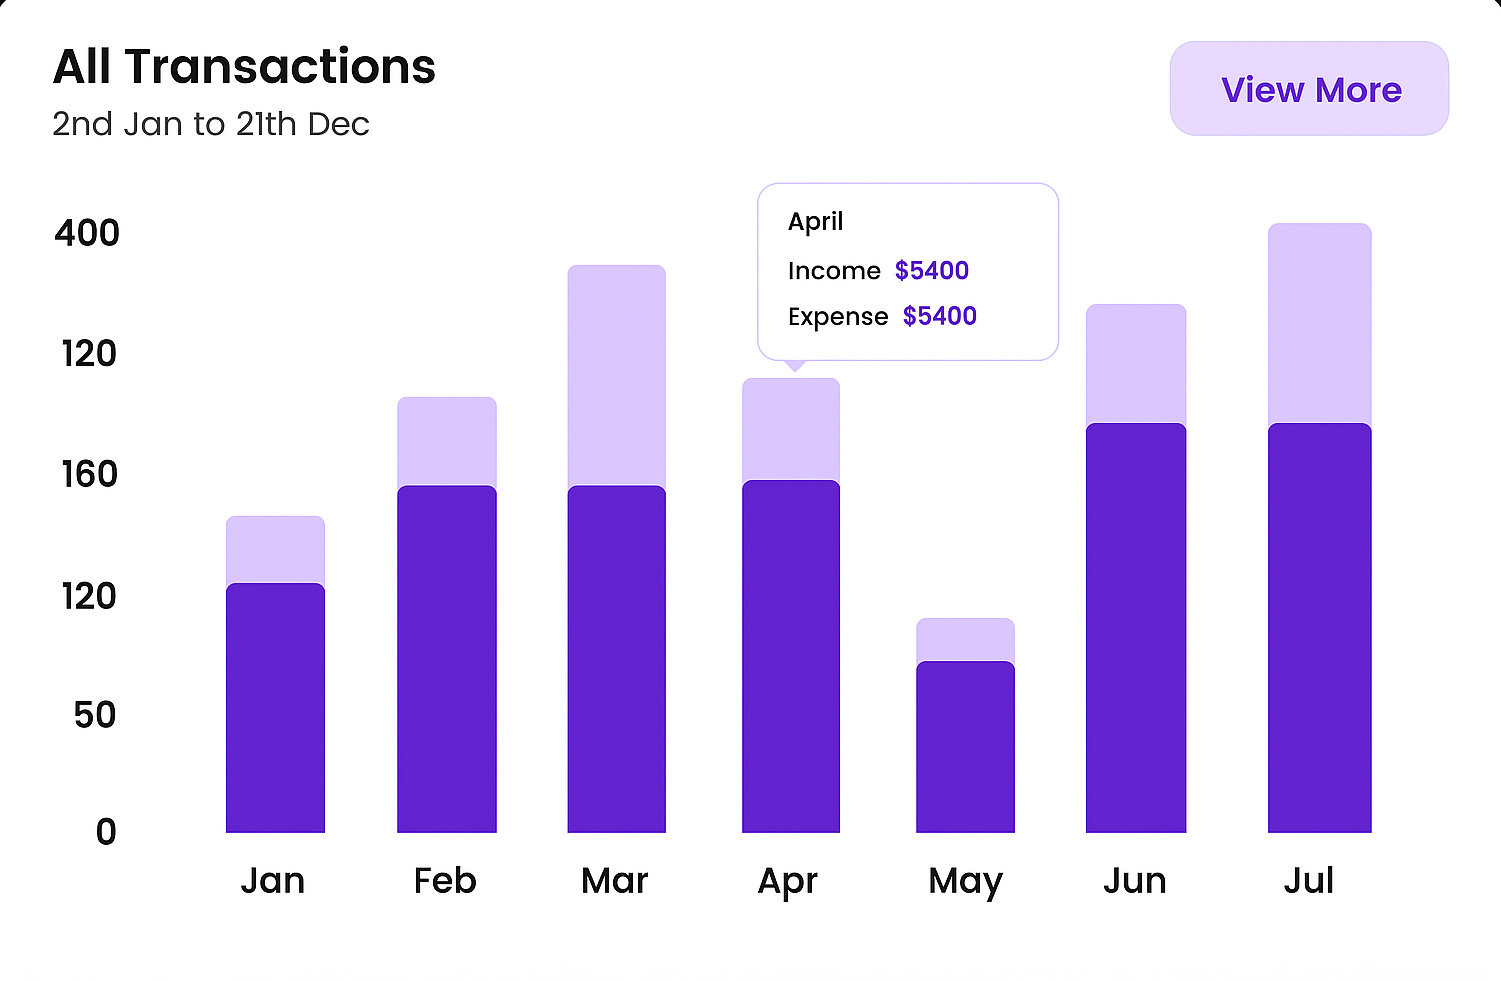 All Transactions
2nd Jan to 21th Dec
View More
400
120
160
120
50
0
April
Income $5400
Expense $5400
Jan
Feb
Mar
Apr
May
Jun
Jul